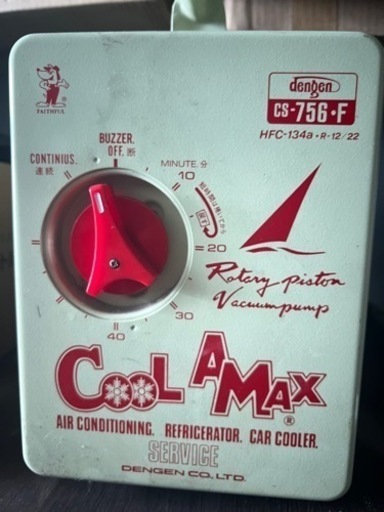 FAITHFUL
dengen
CS-756·F
HFC-134a·R-12/22
BUZZER.
OFF. 断
CONTINIUS.
連続
MINUTE. 分
10
20
30
40
Rotary piston
Vacuum pump
COOL AMAX
AIR CONDITIONING. REFRIGERATOR. CAR COOLER.
SERVICE
DENGEN CO., LTD.